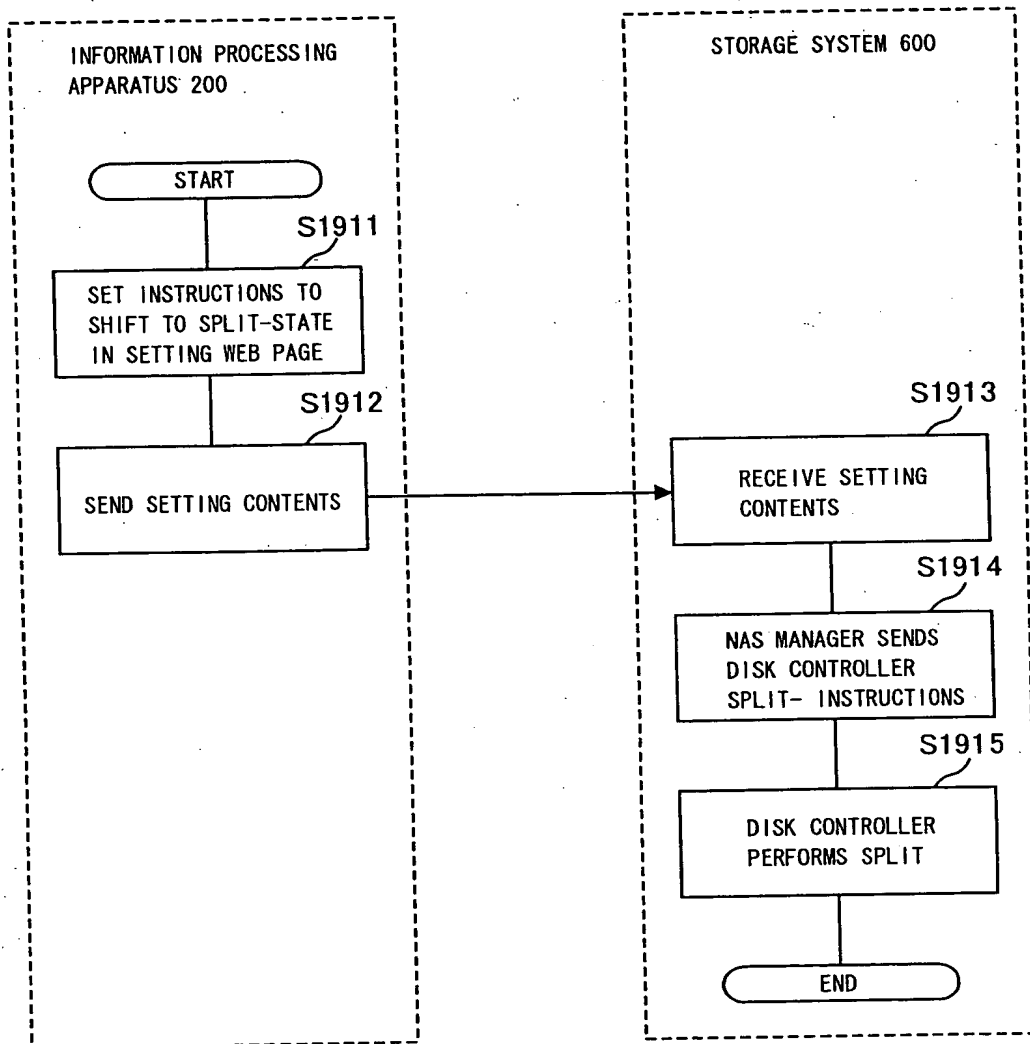 INFORMATION PROCESSING
APPARATUS 200
START
S1911
SET INSTRUCTIONS TO
SHIFT TO SPLIT-STATE
IN SETTING WEB PAGE
S1912
SEND SETTING CONTENTS
STORAGE SYSTEM 600
S1913
RECEIVE SETTING
CONTENTS
S1914
NAS MANAGER SENDS
DISK CONTROLLER
SPLIT- INSTRUCTIONS
S1915
DISK CONTROLLER
PERFORMS SPLIT
END